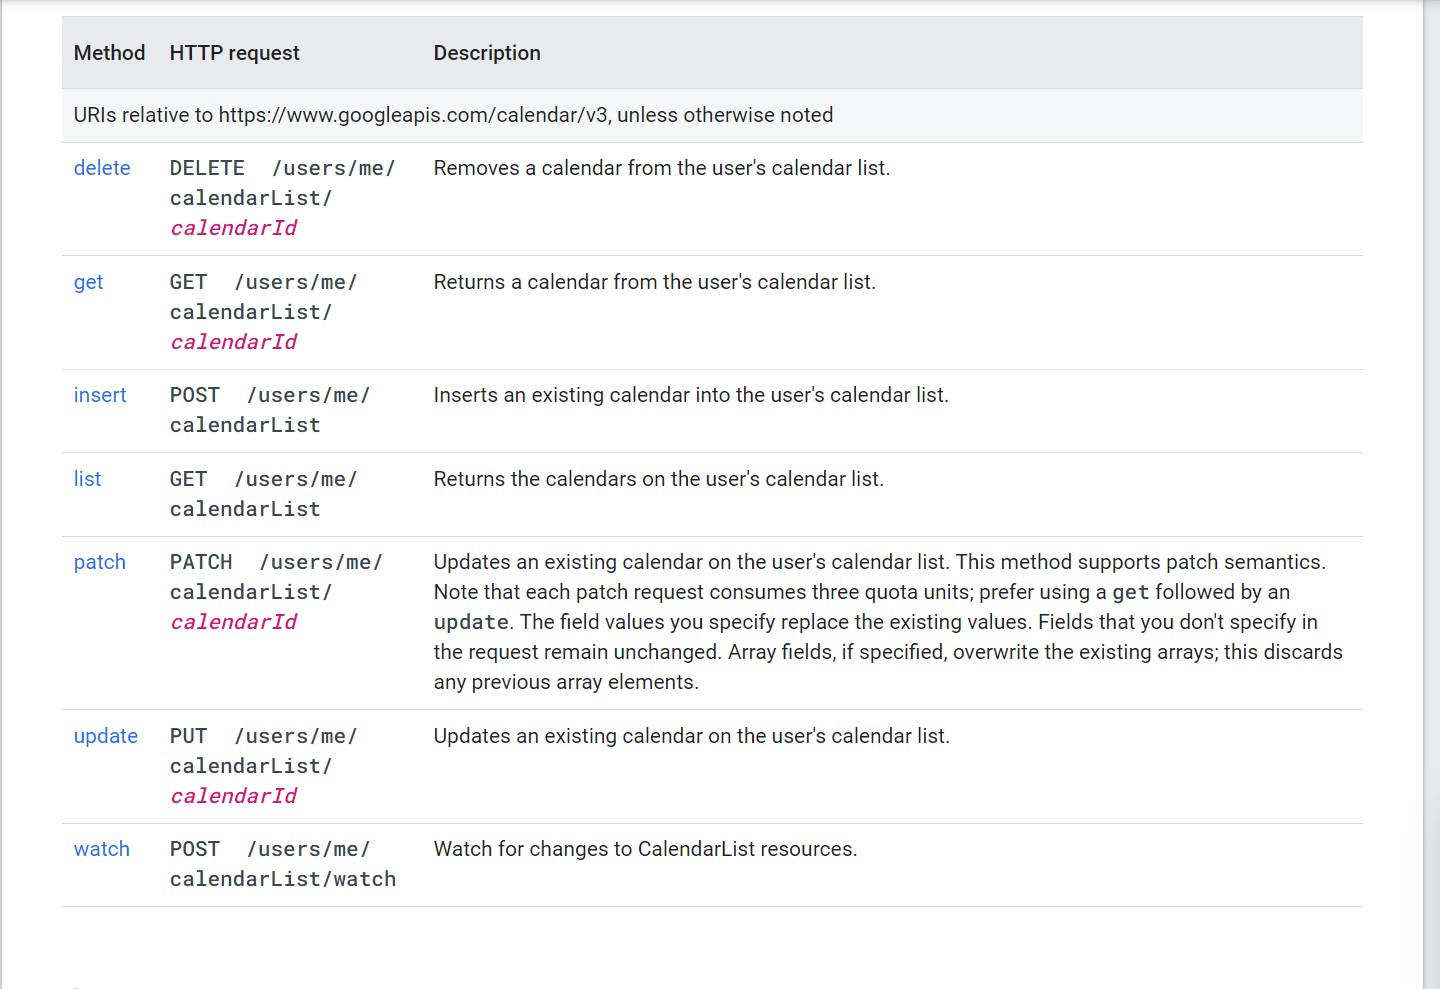 Method HTTP request Description
URIs relative to https://www.googleapis.com/calendar/v3, unless otherwise noted
delete DELETE /users/me/ Removes a calendar from the user's calendar list.
calendarList/
calendarId
get GET /users/me/ Returns a calendar from the user's calendar list.
calendarList/
calendarId
insert POST /users/me/ Inserts an existing calendar into the user's calendar list.
calendarList
list GET /users/me/ Returns the calendars on the user's calendar list.
calendarList
patch PATCH /users/me/ Updates an existing calendar on the user's calendar list. This method supports patch semantics.
calendarList/ Note that each patch request consumes three quota units; prefer using a get followed by an
calendarId update. The field values you specify replace the existing values. Fields that you don't specify in
the request remain unchanged. Array fields, if specified, overwrite the existing arrays; this discards
any previous array elements.
update PUT /users/me/ Updates an existing calendar on the user's calendar list.
calendarList/
calendarId
watch POST /users/me/ Watch for changes to CalendarList resources.
calendarList/watch